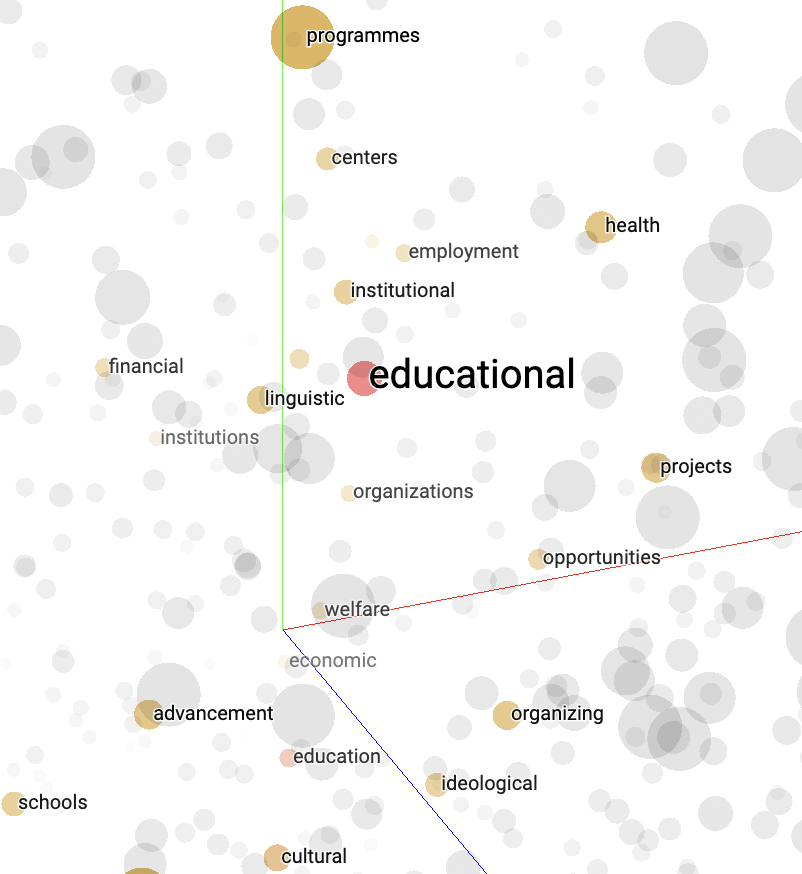 programmes
centers
health
employment
institutional
financial
educational
linguistic
institutions
projects
organizations
opportunities
welfare
economic
advancement
organizing
education
ideological
schools
cultural